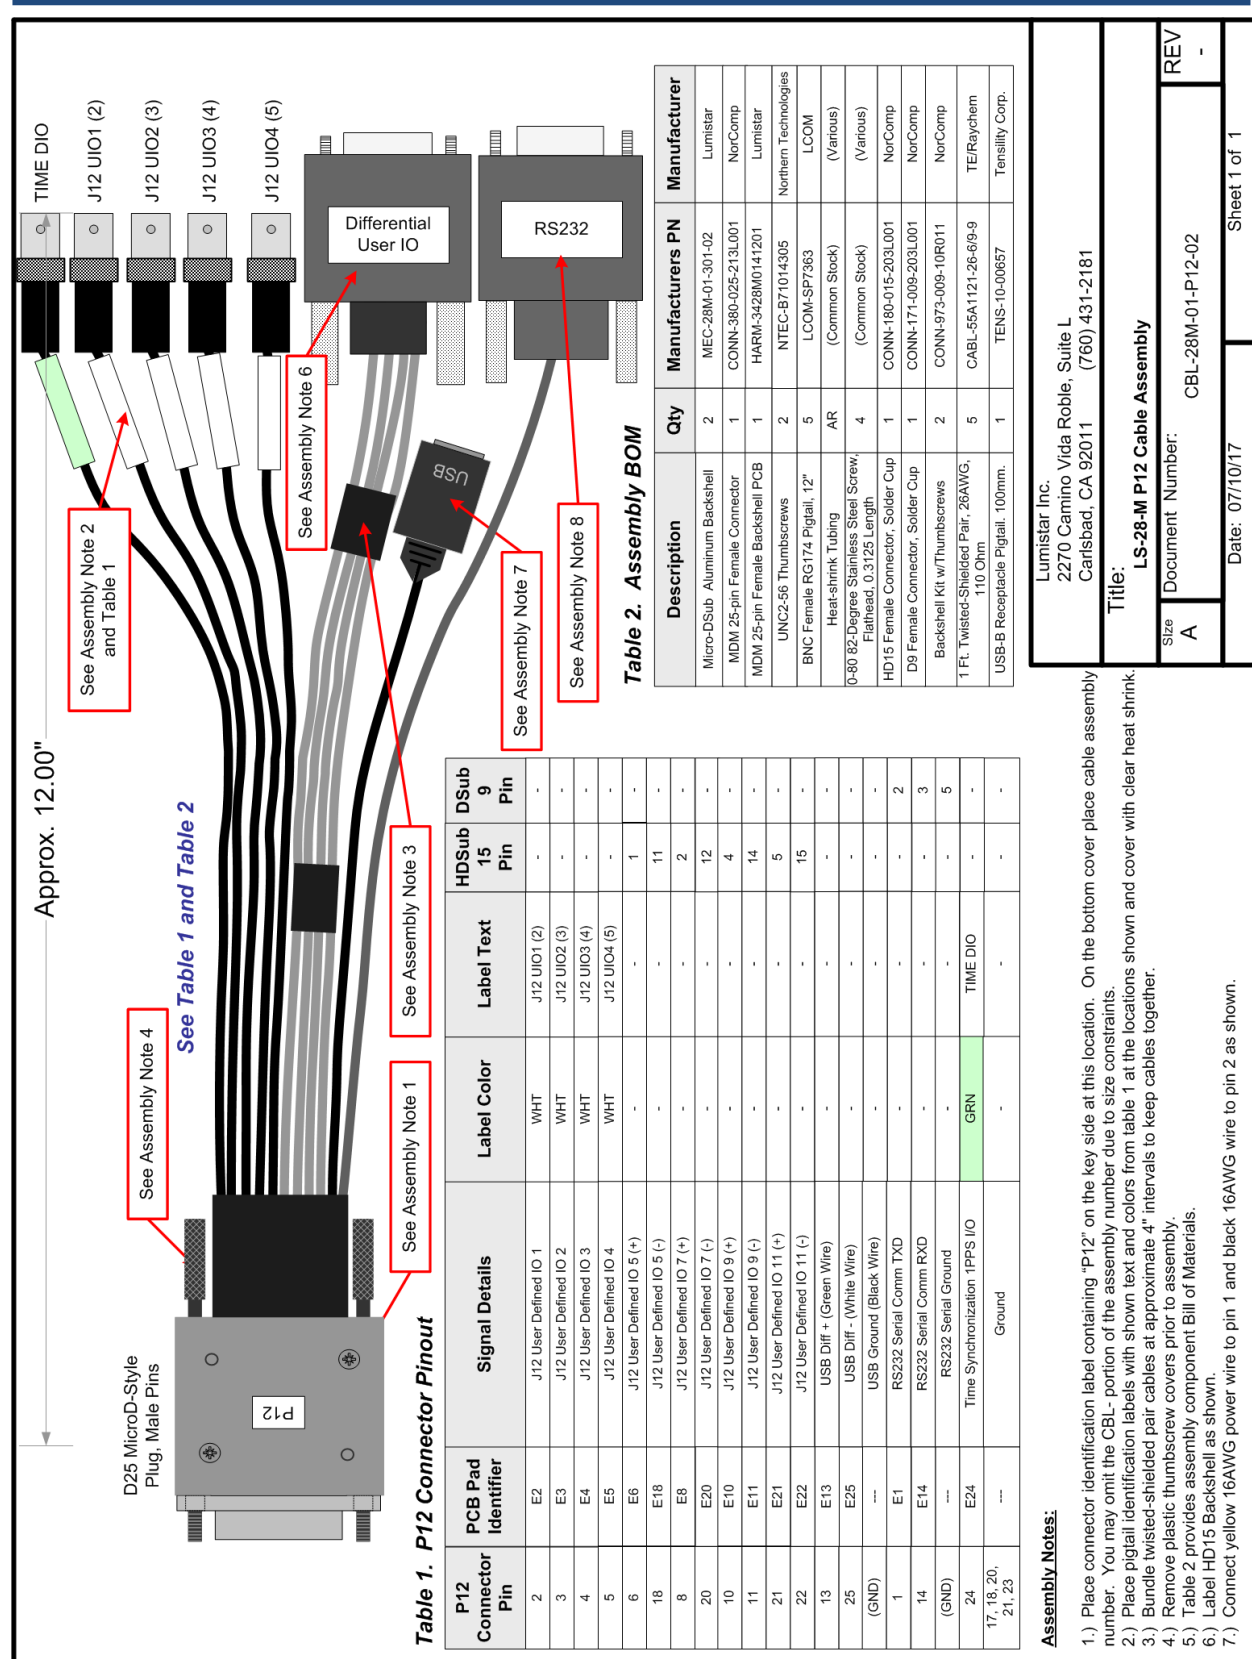 Approx. 12.00"
TIME DIO
J12 UIO1 (2)
J12 UIO2 (3)
J12 UIO3 (4)
J12 UIO4 (5)
Differential
User IO
RS232
USB
D25 MicroD-Style
Plug, Male Pins
P12
See Assembly Note 4
See Table 1 and Table 2
See Assembly Note 2
and Table 1
See Assembly Note 6
See Assembly Note 3
See Assembly Note 1
See Assembly Note 7
See Assembly Note 8
Table 1. P12 Connector Pinout
P12 Connector Pin | PCB Pad Identifier | Signal Details | Label Color | Label Text | HDSub 15 Pin | DSub 9 Pin
2 | E2 | J12 User Defined IO 1 | WHT | J12 UIO1 (2) | - | -
3 | E3 | J12 User Defined IO 2 | WHT | J12 UIO2 (3) | - | -
4 | E4 | J12 User Defined IO 3 | WHT | J12 UIO3 (4) | - | -
5 | E5 | J12 User Defined IO 4 | WHT | J12 UIO4 (5) | - | -
6 | E6 | J12 User Defined IO 5 (+) | - | - | 1 | -
18 | E18 | J12 User Defined IO 5 (-) | - | - | 11 | -
8 | E8 | J12 User Defined IO 7 (+) | - | - | 2 | -
20 | E20 | J12 User Defined IO 7 (-) | - | - | 12 | -
10 | E10 | J12 User Defined IO 9 (+) | - | - | 4 | -
11 | E11 | J12 User Defined IO 9 (-) | - | - | 14 | -
21 | E21 | J12 User Defined IO 11 (+) | - | - | 5 | -
22 | E22 | J12 User Defined IO 11 (-) | - | - | 15 | -
13 | E13 | USB Diff + (Green Wire) | - | - | - | -
25 | E25 | USB Diff - (White Wire) | - | - | - | -
(GND) | --- | USB Ground (Black Wire) | - | - | - | -
1 | E1 | RS232 Serial Comm TXD | - | - | - | 2
14 | E14 | RS232 Serial Comm RXD | - | - | - | 3
(GND) | --- | RS232 Serial Ground | - | - | - | 5
24 | E24 | Time Synchronization 1PPS I/O | GRN | TIME DIO | - | -
17, 18, 20, 21, 23 | --- | Ground | - | - | - | -
Table 2. Assembly BOM
Description | Qty | Manufacturers PN | Manufacturer
Micro-DSub Aluminum Backshell | 2 | MEC-28M-01-301-02 | Lumistar
MDM 25-pin Female Connector | 1 | CONN-380-025-213L001 | NorComp
MDM 25-pin Female Backshell PCB | 1 | HARM-3428M0141201 | Lumistar
UNC2-56 Thumbscrews | 2 | NTEC-B71014305 | Northern Technologies
BNC Female RG174 Pigtail, 12" | 5 | LCOM-SP7363 | LCOM
Heat-shrink Tubing | AR | (Common Stock) | (Various)
0-80 82-Degree Stainless Steel Screw, Flathead, 0.3125 Length | 4 | (Common Stock) | (Various)
HD15 Female Connector, Solder Cup | 1 | CONN-180-015-203L001 | NorComp
D9 Female Connector, Solder Cup | 1 | CONN-171-009-203L001 | NorComp
Backshell Kit w/Thumbscrews | 2 | CONN-973-009-10R011 | NorComp
1 Ft. Twisted-Shielded Pair, 26AWG, 110 Ohm | 5 | CABL-55A1121-26-6/9-9 | TE/Raychem
USB-B Receptacle Pigtail. 100mm. | 1 | TENS-10-00657 | Tensility Corp.
Assembly Notes:
1.) Place connector identification label containing "P12" on the key side at this location. On the bottom cover place cable assembly
number. You may omit the CBL- portion of the assembly number due to size constraints.
2.) Place pigtail identification labels with shown text and colors from table 1 at the locations shown and cover with clear heat shrink.
3.) Bundle twisted-shielded pair cables at approximate 4" intervals to keep cables together.
4.) Remove plastic thumbscrew covers prior to assembly.
5.) Table 2 provides assembly component Bill of Materials.
6.) Label HD15 Backshell as shown.
7.) Connect yellow 16AWG power wire to pin 1 and black 16AWG wire to pin 2 as shown.
Lumistar Inc.
2270 Camino Vida Roble, Suite L
Carlsbad, CA 92011 (760) 431-2181
Title:
LS-28-M P12 Cable Assembly
Size
A
Document Number:
CBL-28M-01-P12-02
REV
-
Date: 07/10/17
Sheet 1 of 1